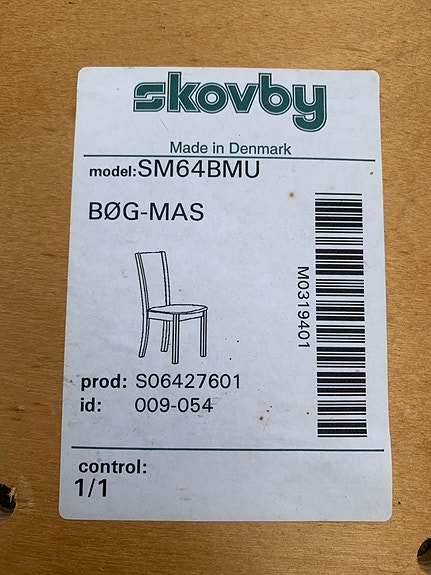 skovby
Made in Denmark
model:SM64BMU
BØG-MAS
M0319401
prod: S06427601
id: 009-054
control:
1/1